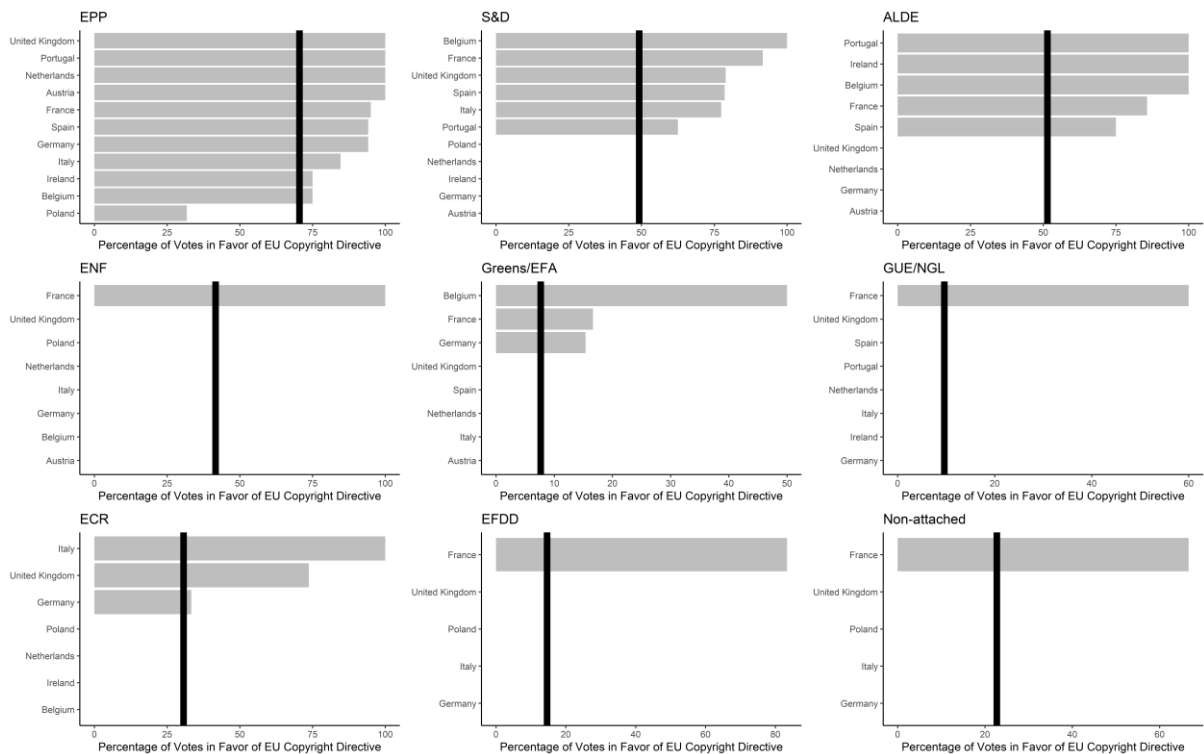 EPP
United Kingdom
Portugal
Netherlands
Austria
France
Spain
Germany
Italy
Ireland
Belgium
Poland
0 25 50 75 100
Percentage of Votes in Favor of EU Copyright Directive
S&D
Belgium
France
United Kingdom
Spain
Italy
Portugal
Poland
Netherlands
Ireland
Germany
Austria
0 25 50 75 100
Percentage of Votes in Favor of EU Copyright Directive
ALDE
Portugal
Ireland
Belgium
France
Spain
United Kingdom
Netherlands
Germany
Austria
0 25 50 75 100
Percentage of Votes in Favor of EU Copyright Directive
ENF
France
United Kingdom
Poland
Netherlands
Italy
Germany
Belgium
Austria
0 25 50 75 100
Percentage of Votes in Favor of EU Copyright Directive
Greens/EFA
Belgium
France
Germany
United Kingdom
Spain
Netherlands
Italy
Austria
0 10 20 30 40 50
Percentage of Votes in Favor of EU Copyright Directive
GUE/NGL
France
United Kingdom
Spain
Portugal
Netherlands
Italy
Ireland
Germany
0 20 40 60
Percentage of Votes in Favor of EU Copyright Directive
ECR
Italy
United Kingdom
Germany
Poland
Netherlands
Ireland
Belgium
0 25 50 75 100
Percentage of Votes in Favor of EU Copyright Directive
EFDD
France
United Kingdom
Poland
Italy
Germany
0 20 40 60 80
Percentage of Votes in Favor of EU Copyright Directive
Non-attached
France
United Kingdom
Poland
Italy
Germany
0 20 40 60
Percentage of Votes in Favor of EU Copyright Directive